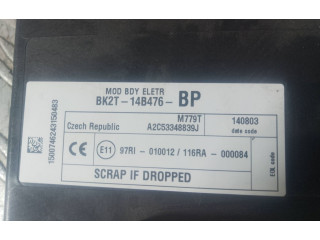 MOD BDY ELETR
BK2T-14B476-BP
M779T
140803
Czech Republic
A2C53348839J
date code
CE
E11
97RI-010012/116RA-000084
EOL code
SCRAP IF DROPPED